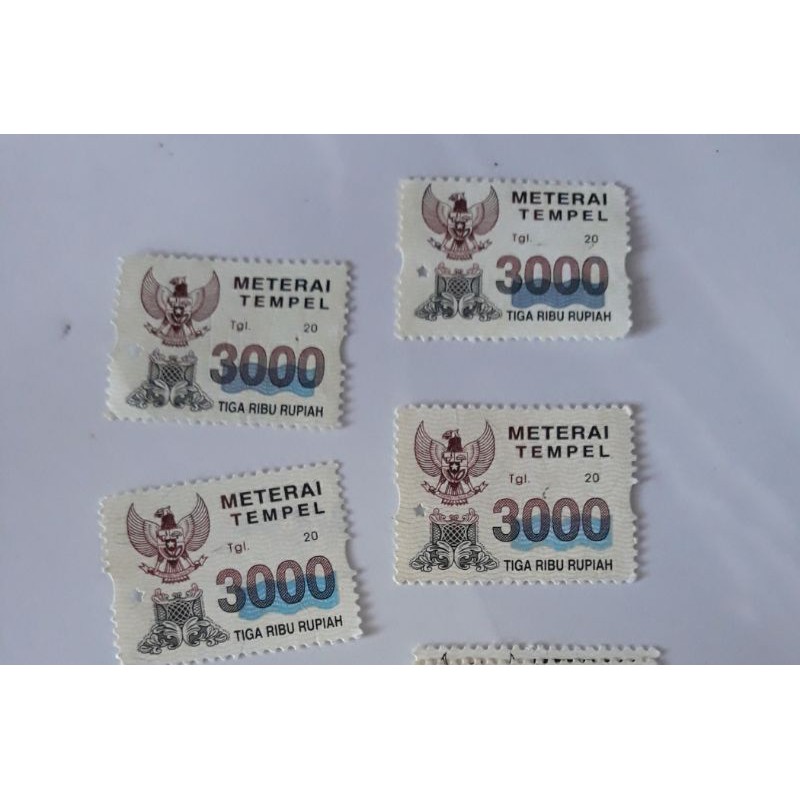 METERAI
TEMPEL
Tgl. 20
3000
TIGA RIBU RUPIAH
METERAI
TEMPEL
Tgl. 20
3000
TIGA RIBU RUPIAH
METERAI
TEMPEL
Tgl. 20
3000
TIGA RIBU RUPIAH
METERAI
TEMPEL
Tgl. 20
3000
TIGA RIBU RUPIAH